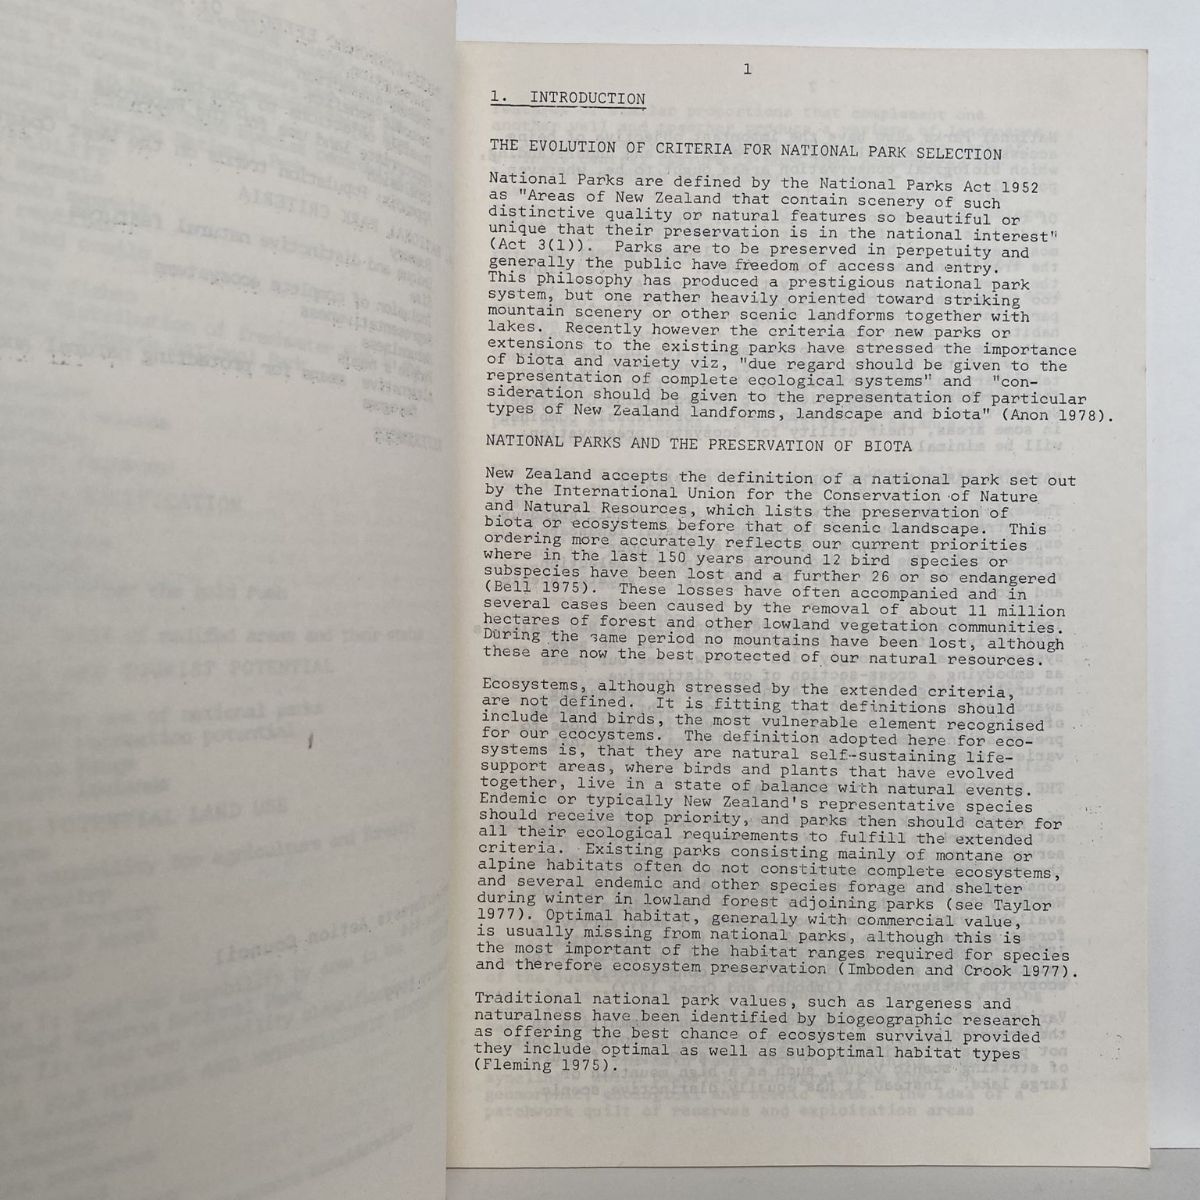 1
1. INTRODUCTION
THE EVOLUTION OF CRITERIA FOR NATIONAL PARK SELECTION
National Parks are defined by the National Parks Act 1952
as "Areas of New Zealand that contain scenery of such
distinctive quality or natural features so beautiful or
unique that their preservation is in the national interest"
(Act 3(1)). Parks are to be preserved in perpetuity and
generally the public have freedom of access and entry.
This philosophy has produced a prestigious national park
system, but one rather heavily oriented toward striking
mountain scenery or other scenic landforms together with
lakes. Recently however the criteria for new parks or
extensions to the existing parks have stressed the importance
of biota and variety viz, "due regard should be given to the
representation of complete ecological systems" and "con-
sideration should be given to the representation of particular
types of New Zealand landforms, landscape and biota" (Anon 1978).
NATIONAL PARKS AND THE PRESERVATION OF BIOTA
New Zealand accepts the definition of a national park set out
by the International Union for the Conservation of Nature
and Natural Resources, which lists the preservation of
biota or ecosystems before that of scenic landscape. This
ordering more accurately reflects our current priorities
where in the last 150 years around 12 bird species or
subspecies have been lost and a further 26 or so endangered
(Bell 1975). These losses have often accompanied and in
several cases been caused by the removal of about 11 million
hectares of forest and other lowland vegetation communities.
During the same period no mountains have been lost, although
these are now the best protected of our natural resources.
Ecosystems, although stressed by the extended criteria,
are not defined. It is fitting that definitions should
include land birds, the most vulnerable element recognised
for our ecocystems. The definition adopted here for eco-
systems is, that they are natural self-sustaining life-
support areas, where birds and plants that have evolved
together, live in a state of balance with natural events.
Endemic or typically New Zealand's representative species
should receive top priority, and parks then should cater for
all their ecological requirements to fulfill the extended
criteria. Existing parks consisting mainly of montane or
alpine habitats often do not constitute complete ecosystems,
and several endemic and other species forage and shelter
during winter in lowland forest adjoining parks (see Taylor
1977). Optimal habitat, generally with commercial value,
is usually missing from national parks, although this is
the most important of the habitat ranges required for species
and therefore ecosystem preservation (Imboden and Crook 1977).
Traditional national park values, such as largeness and
naturalness have been identified by biogeographic research
as offering the best chance of ecosystem survival provided
they include optimal as well as suboptimal habitat types
(Fleming 1975).